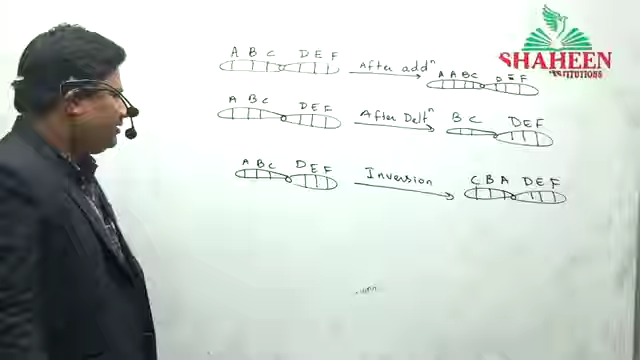 A B C D E F After addⁿ A A B C D E F
SHAHEEN
INSTITUTIONS
A B C D E F After Deltⁿ B C D E F
A B C D E F Inversion C B A D E F